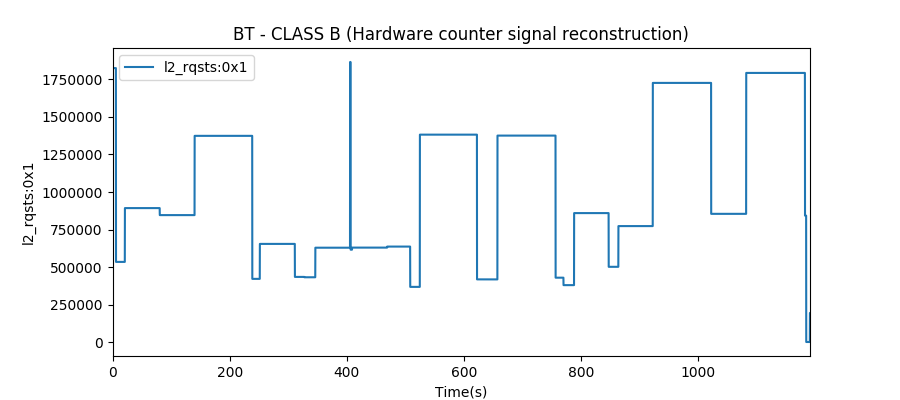 BT - CLASS B (Hardware counter signal reconstruction)
l2_rqsts:0x1
1750000
1500000
1250000
1000000
750000
500000
250000
0
l2_rqsts:0x1
0 200 400 600 800 1000
Time(s)